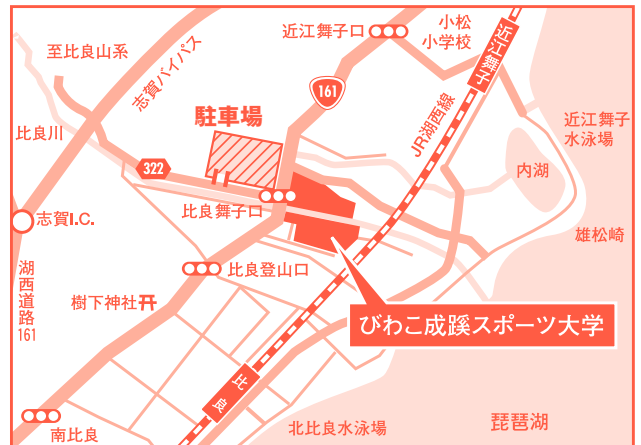 近江舞子口
小松
小学校
近江舞子
至比良山系
志賀バイパス
161
駐車場
JR湖西線
近江舞子
水泳場
比良川
322
内湖
比良舞子口
志賀I.C.
雄松崎
比良登山口
湖西道路
161
樹下神社
びわこ成蹊スポーツ大学
比良
南比良
北比良水泳場
琵琶湖